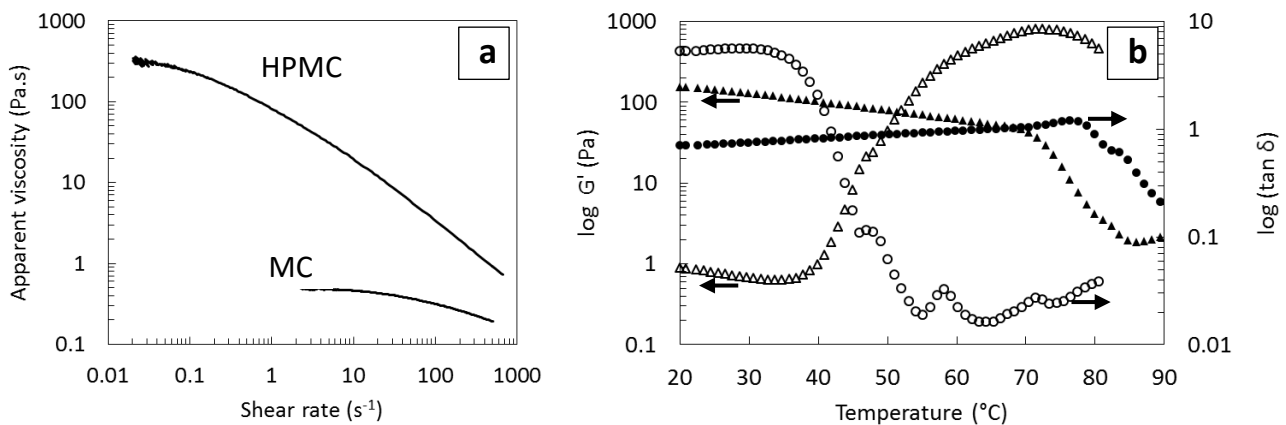 a
HPMC
MC
Apparent viscosity (Pa.s)
1000
100
10
1
0.1
0.01 0.1 1 10 100 1000
Shear rate (s⁻¹)
b
log G' (Pa)
1000
100
10
1
0.1
20 30 40 50 60 70 80 90
Temperature (°C)
10
1
0.1
0.01
log (tan δ)